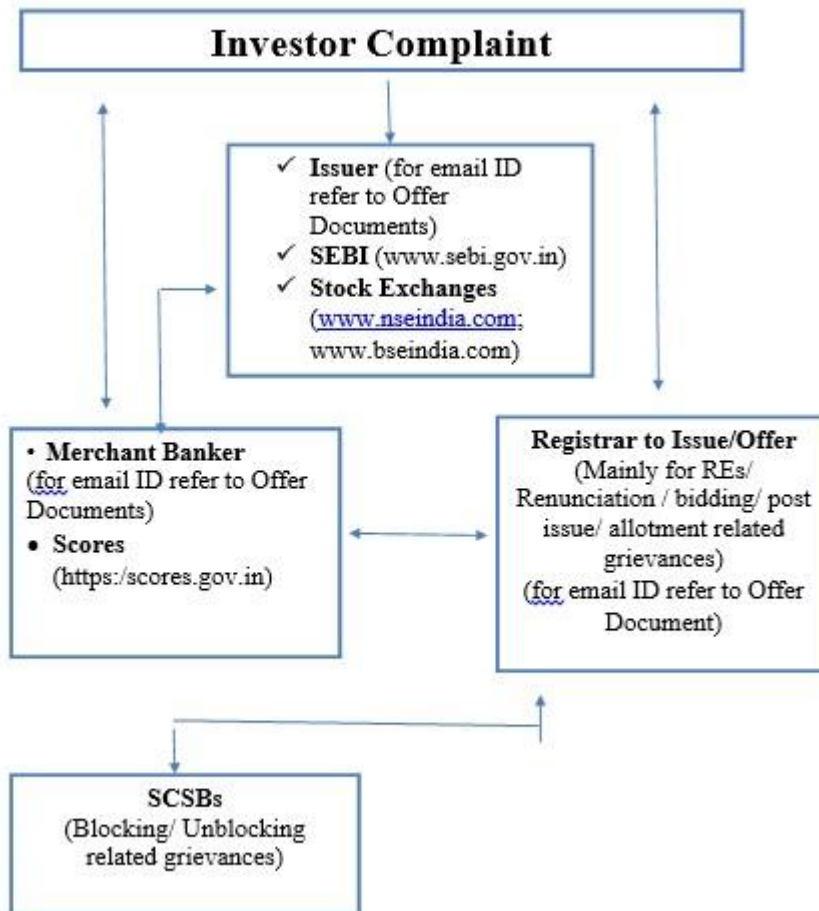 Investor Complaint
✓ Issuer (for email ID
refer to Offer
Documents)
✓ SEBI (www.sebi.gov.in)
✓ Stock Exchanges
(www.nseindia.com;
www.bseindia.com)
• Merchant Banker
(for email ID refer to Offer
Documents)
● Scores
(https:/scores.gov.in)
Registrar to Issue/Offer
(Mainly for REs/
Renunciation / bidding/ post
issue/ allotment related
grievances)
(for email ID refer to Offer
Document)
SCSBs
(Blocking/ Unblocking
related grievances)